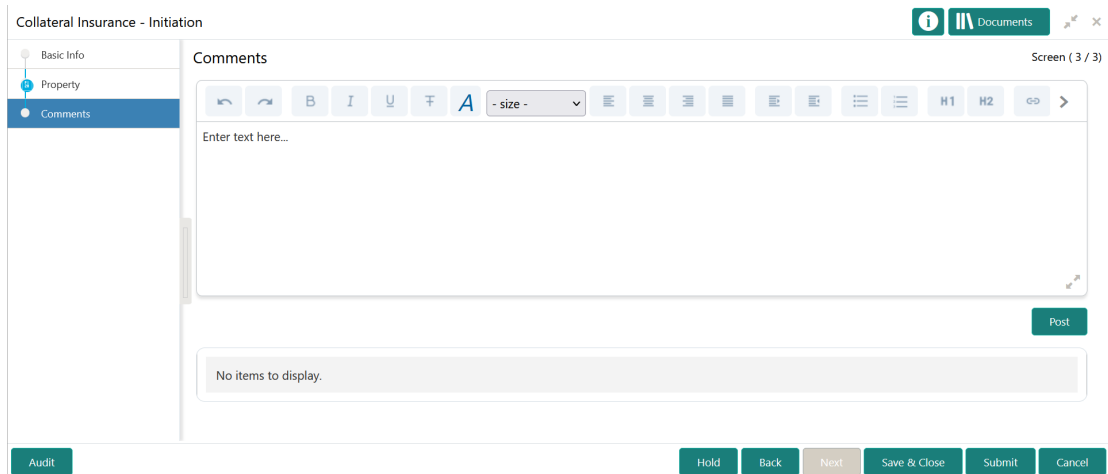 Collateral Insurance - Initiation
Documents
Basic Info
Property
Comments
Comments
Screen ( 3 / 3)
B I U T A - size - H1 H2
Enter text here...
Post
No items to display.
Audit
Hold Back Next Save & Close Submit Cancel